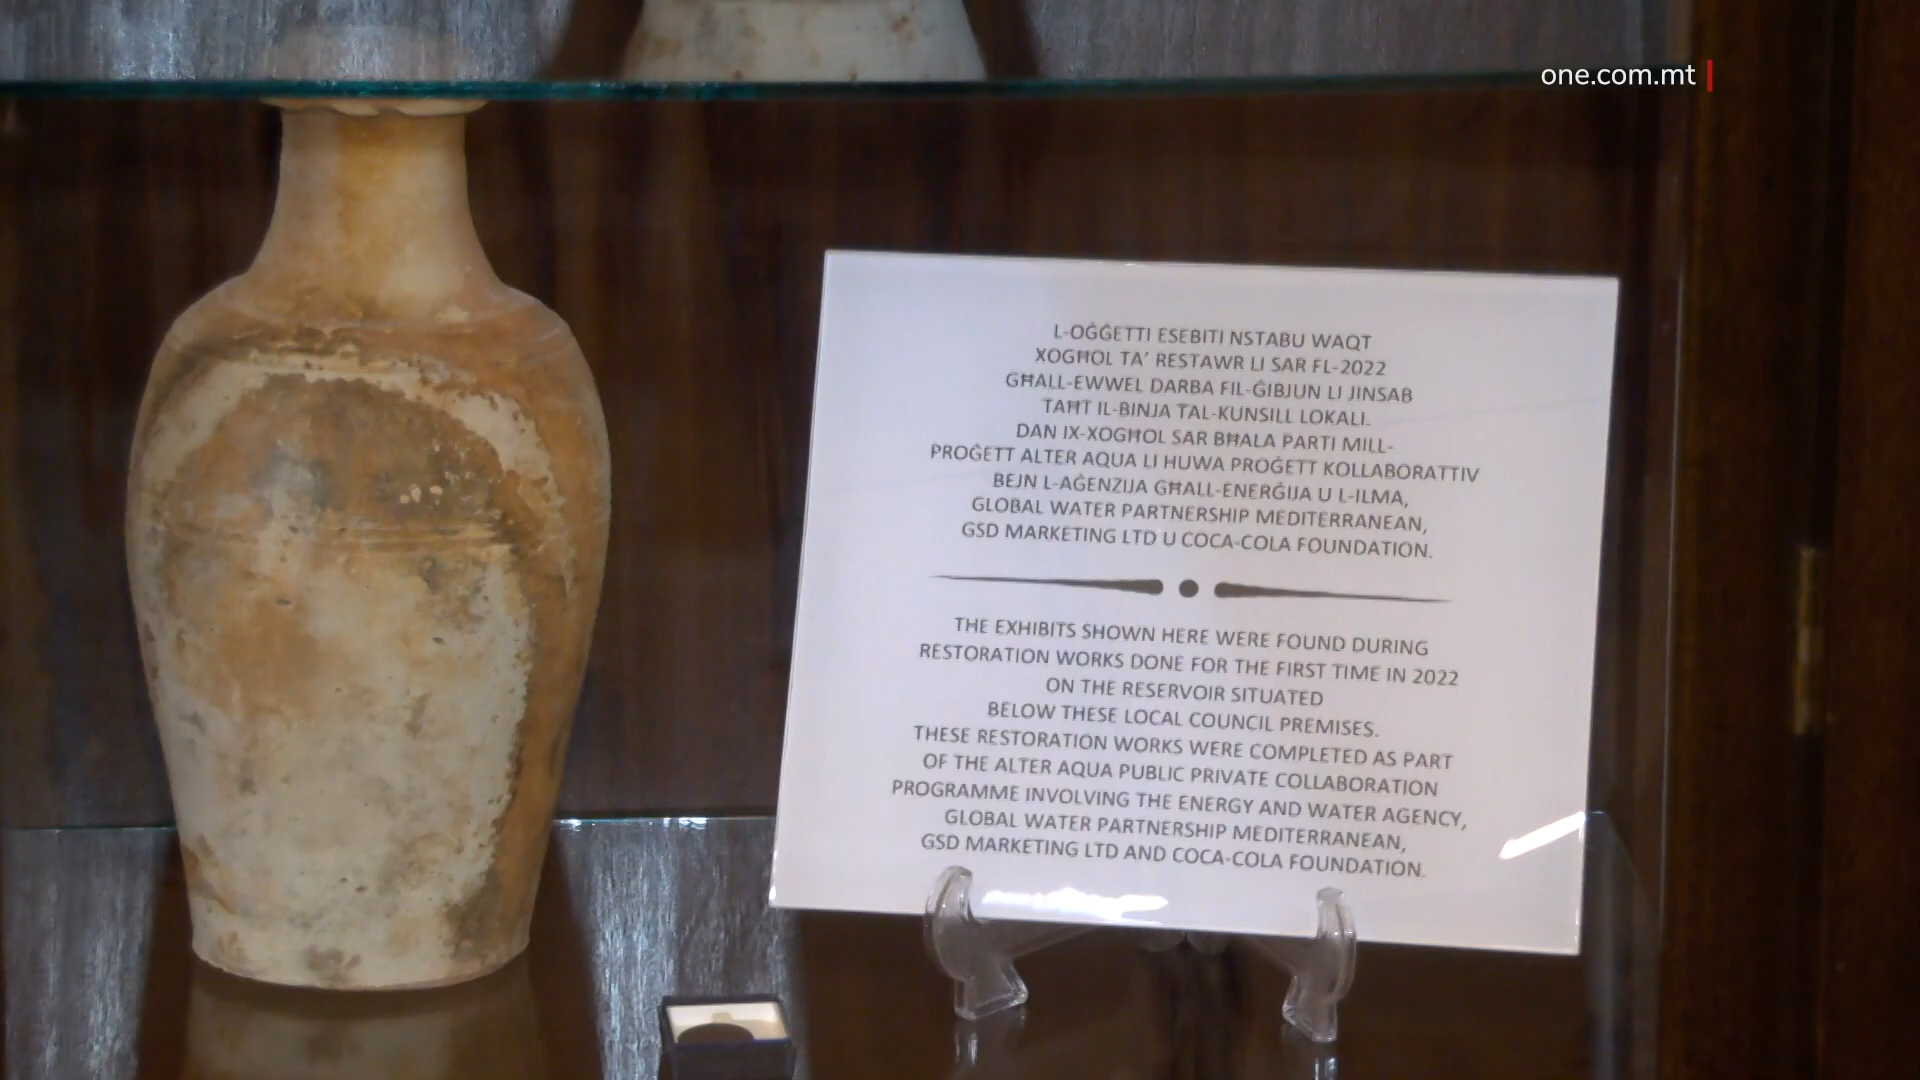 one.com.mt
L-OĠĠETTI ESEBITI NSTABU WAQT
XOGĦOL TA' RESTAWR LI SAR FL-2022
GĦALL-EWWEL DARBA FIL-ĠIBJUN LI JINSAB
TAĦT IL-BINJA TAL-KUNSILL LOKALI.
DAN IX-XOGĦOL SAR BĦALA PARTI MILL-
PROĠETT ALTER AQUA LI HUWA PROĠETT KOLLABORATTIV
BEJN L-AĠENZIJA GĦALL-ENERĠIJA U L-ILMA,
GLOBAL WATER PARTNERSHIP MEDITERRANEAN,
GSD MARKETING LTD U COCA-COLA FOUNDATION.
THE EXHIBITS SHOWN HERE WERE FOUND DURING
RESTORATION WORKS DONE FOR THE FIRST TIME IN 2022
ON THE RESERVOIR SITUATED
BELOW THESE LOCAL COUNCIL PREMISES.
THESE RESTORATION WORKS WERE COMPLETED AS PART
OF THE ALTER AQUA PUBLIC PRIVATE COLLABORATION
PROGRAMME INVOLVING THE ENERGY AND WATER AGENCY,
GLOBAL WATER PARTNERSHIP MEDITERRANEAN,
GSD MARKETING LTD AND COCA-COLA FOUNDATION.